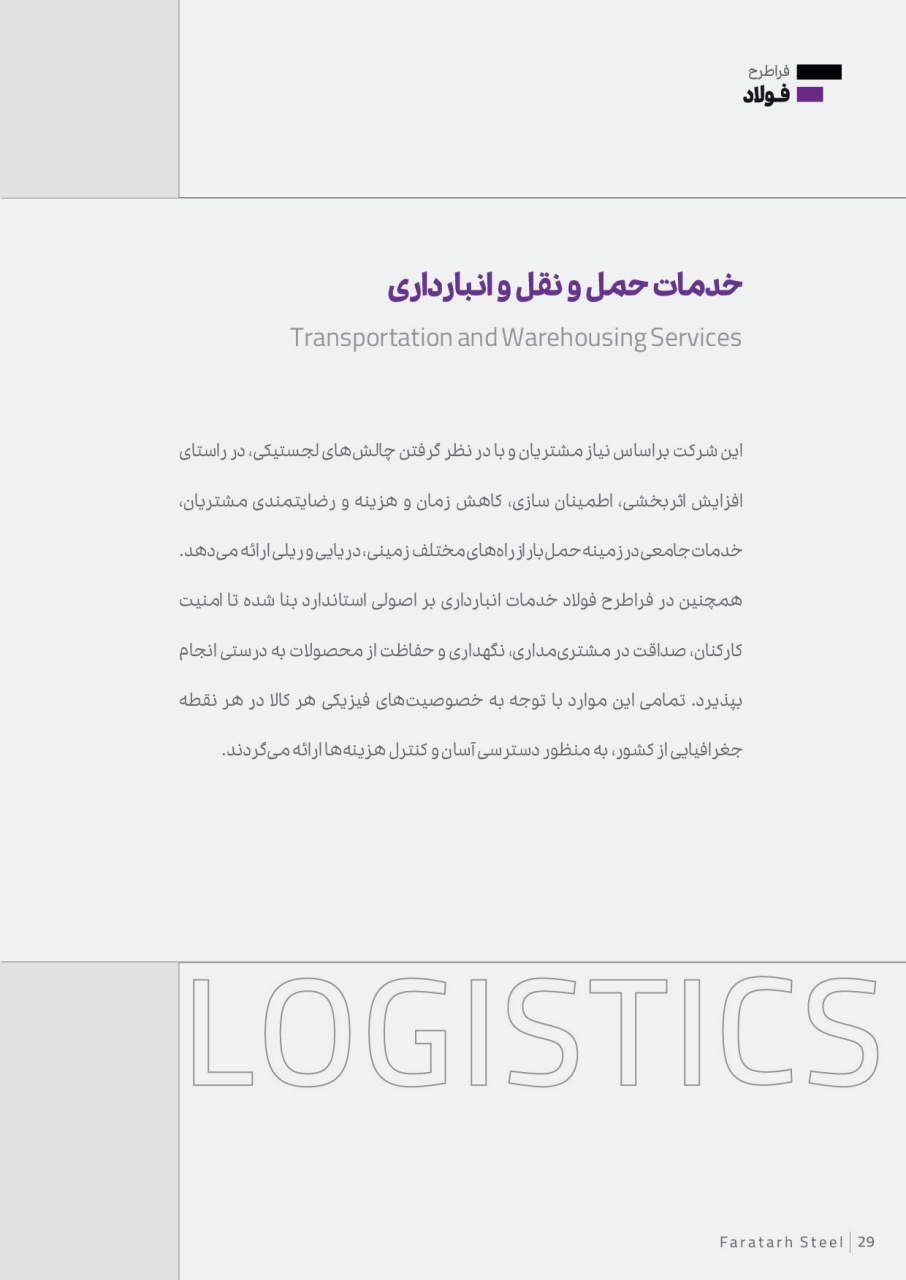 فراطرح
فولاد
خدمات حمل و نقل و انبارداری
Transportation and Warehousing Services
این شرکت براساس نیاز مشتریان و با در نظر گرفتن چالش‌های لجستیکی، در راستای
افزایش اثربخشی، اطمینان سازی، کاهش زمان و هزینه و رضایتمندی مشتریان،
خدمات جامعی در زمینه حمل بار از راه‌های مختلف زمینی، دریایی و ریلی ارائه می‌دهد.
همچنین در فراطرح فولاد خدمات انبارداری بر اصولی استاندارد بنا شده تا امنیت
کارکنان، صداقت در مشتری‌مداری، نگهداری و حفاظت از محصولات به درستی انجام
بپذیرد. تمامی این موارد با توجه به خصوصیت‌های فیزیکی هر کالا در هر نقطه
جغرافیایی از کشور، به منظور دسترسی آسان و کنترل هزینه‌ها ارائه می‌گردند.
LOGISTICS
Faratarh Steel | 29